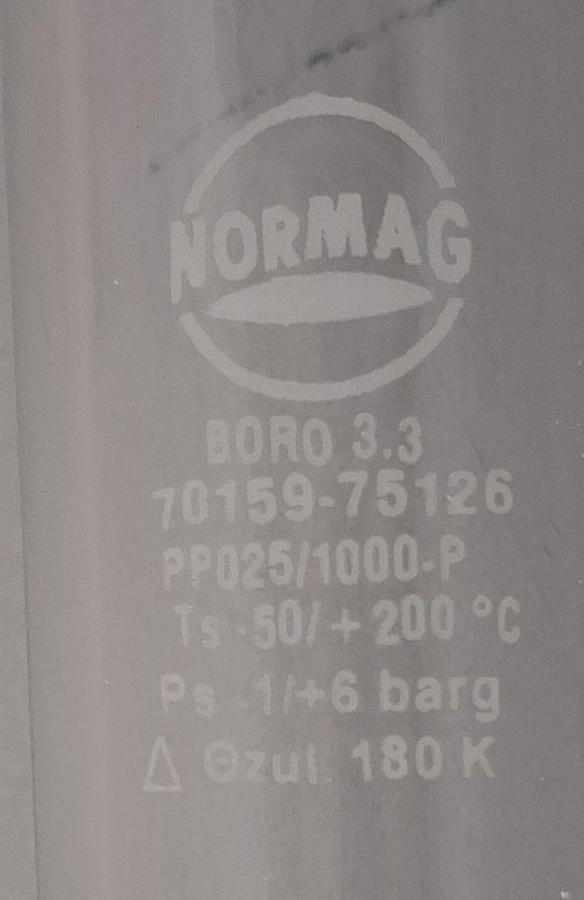 NORMAG
BORO 3.3
70159-75126
PP025/1000-P
Ts -50/+200 °C
Ps -1/+6 barg
Δ Θzul. 180 K